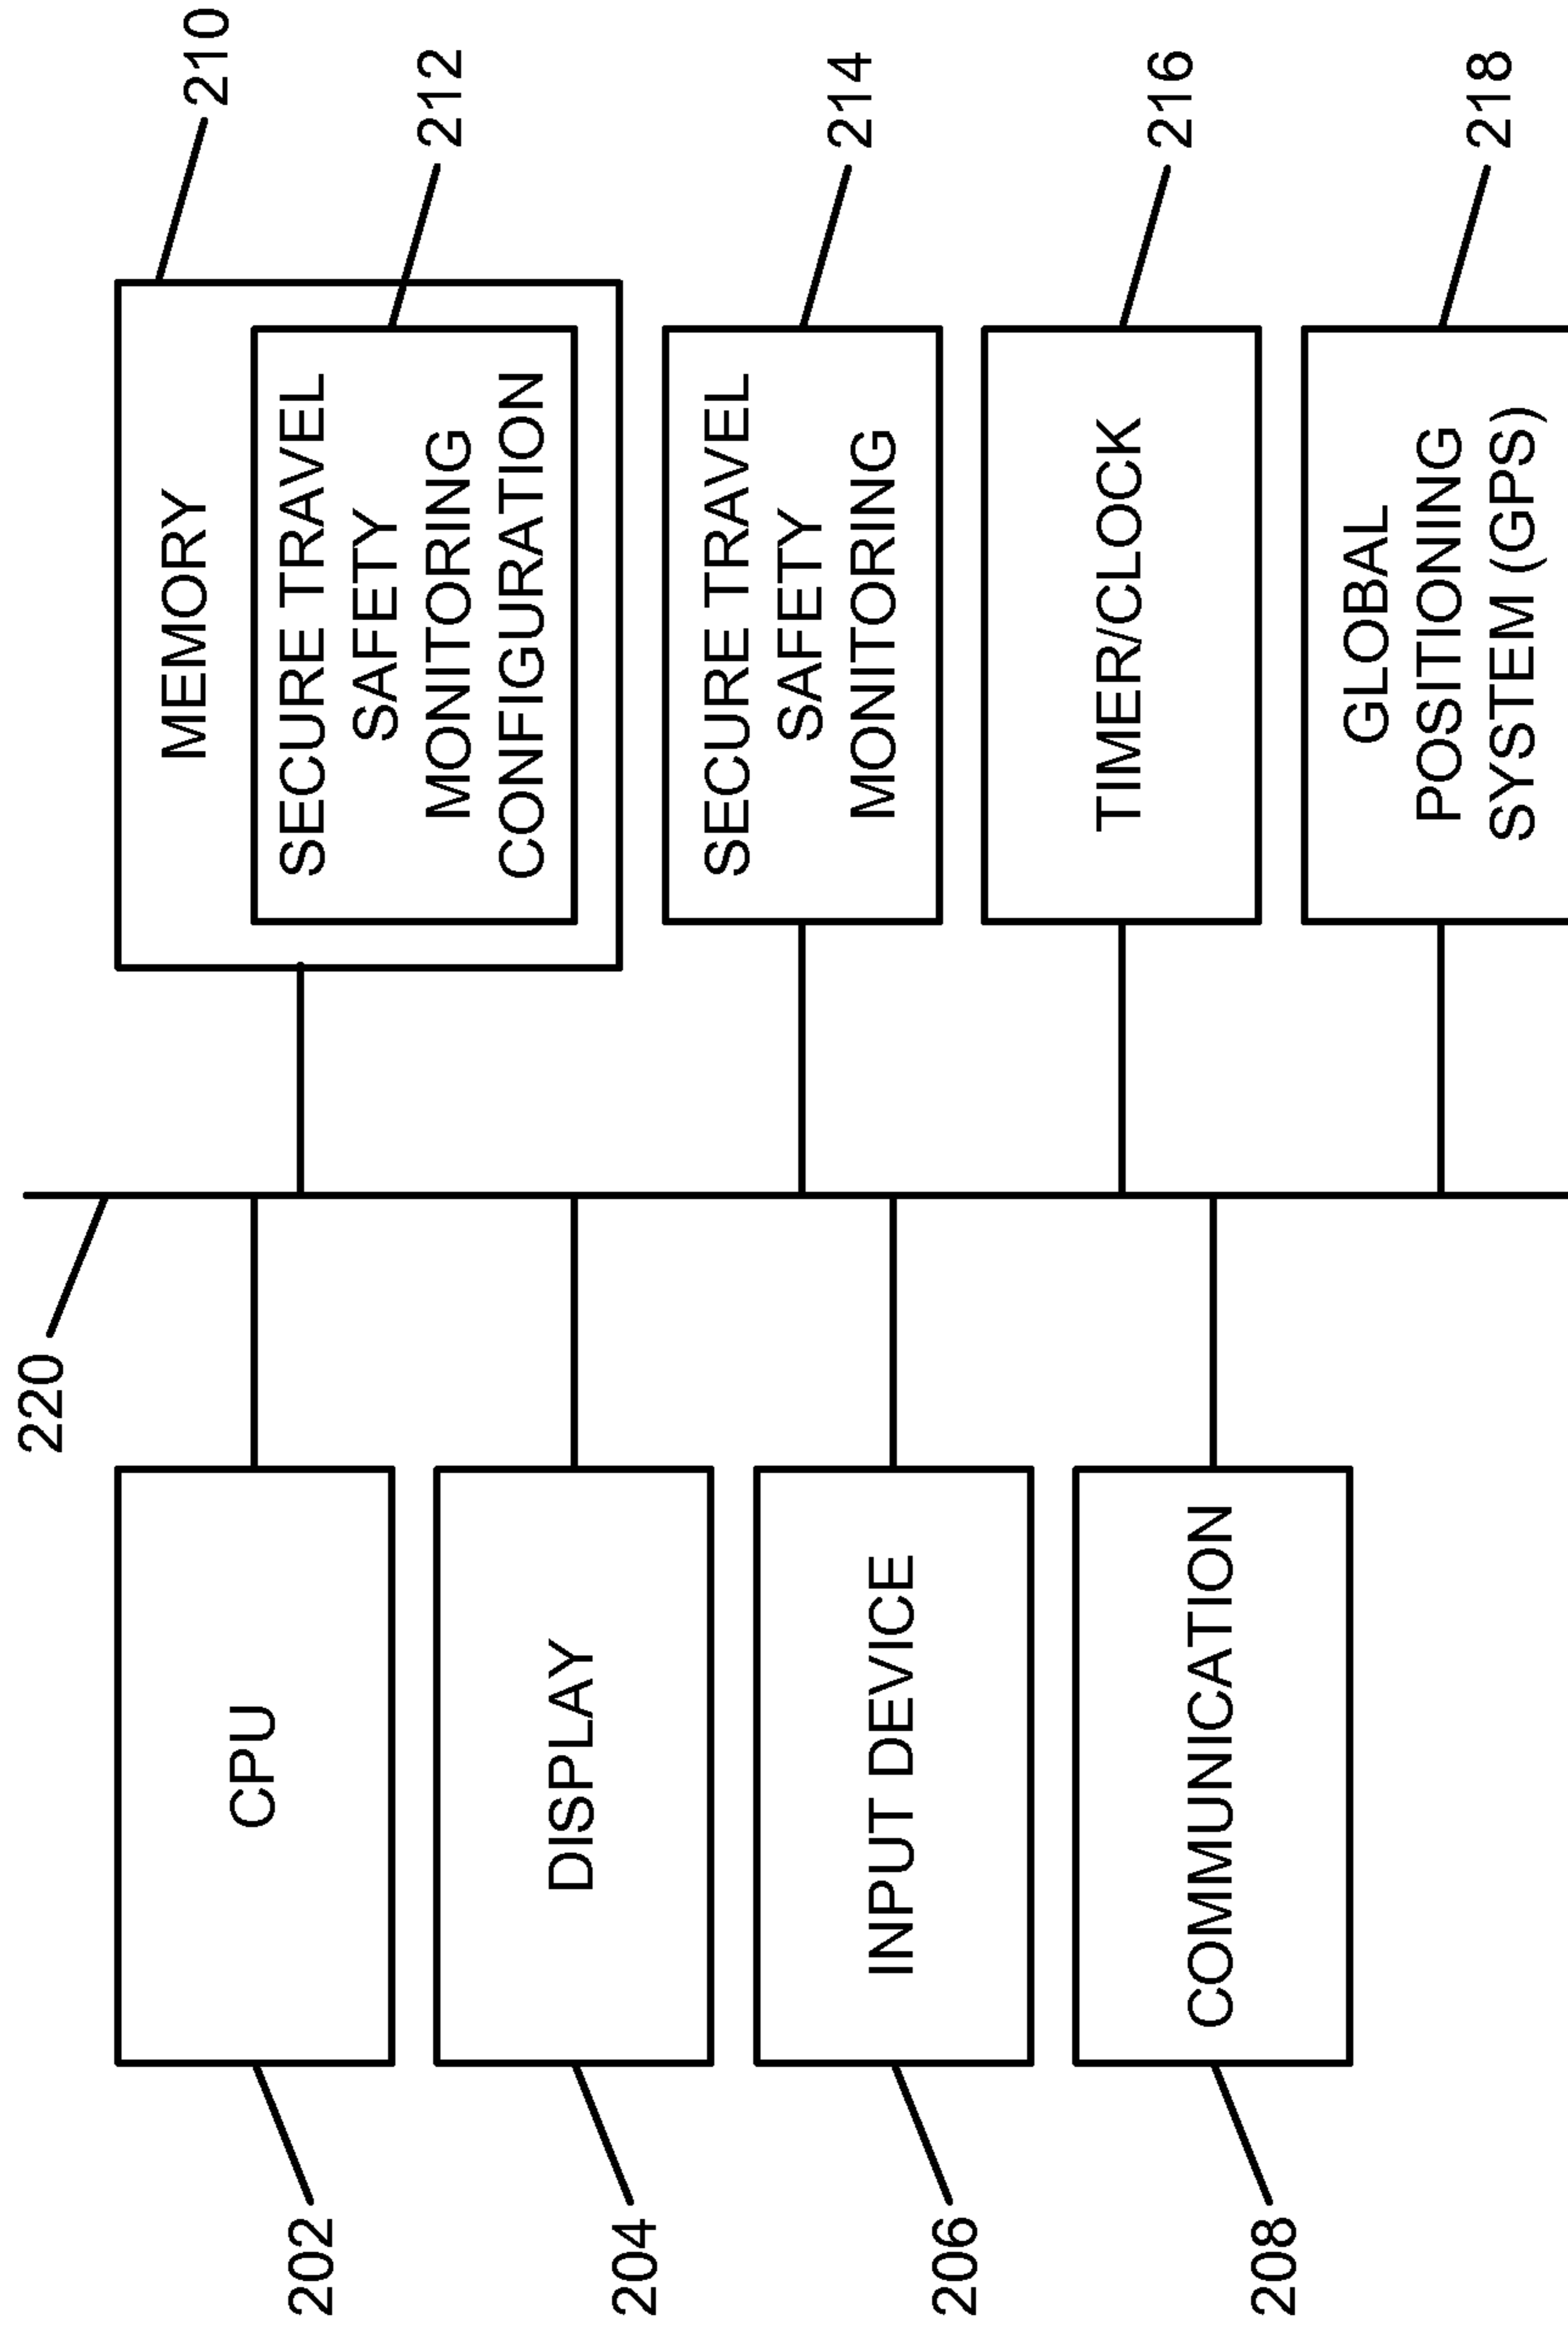 220
202
CPU
204
DISPLAY
206
INPUT DEVICE
208
COMMUNICATION
MEMORY
210
SECURE TRAVEL
SAFETY
MONITORING
CONFIGURATION
212
SECURE TRAVEL
SAFETY
MONITORING
214
TIMER/CLOCK
216
GLOBAL
POSITIONING
SYSTEM (GPS)
218